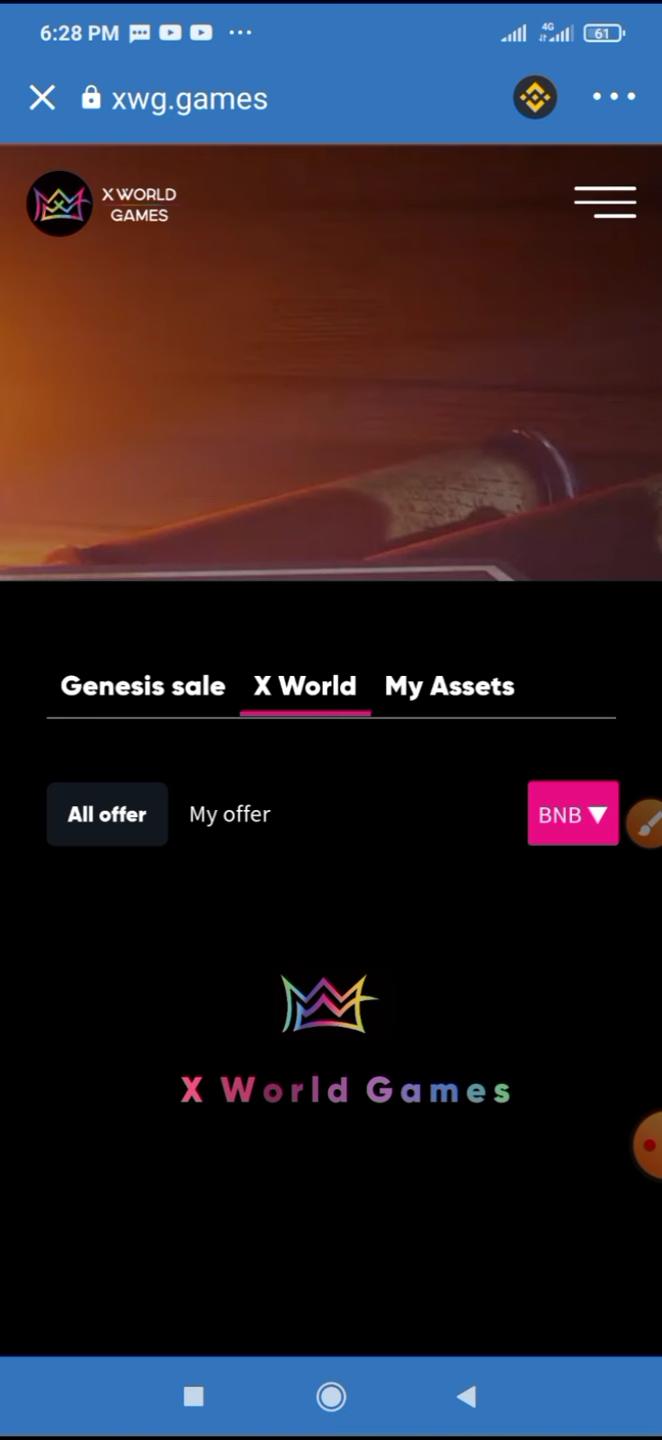 6:28 PM
4G
61
xwg.games
X WORLD
GAMES
Genesis sale X World My Assets
All offer My offer BNB ▼
X World Games